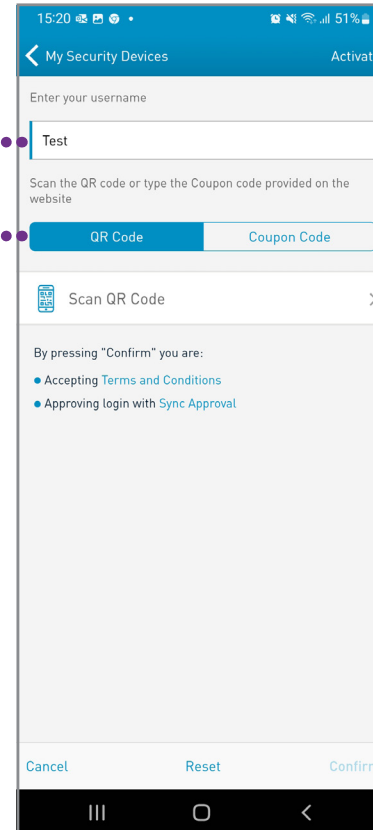 15:20
51%
My Security Devices
Activat
Enter your username
Test
Scan the QR code or type the Coupon code provided on the
website
QR Code
Coupon Code
Scan QR Code
By pressing "Confirm" you are:
Accepting Terms and Conditions
Approving login with Sync Approval
Cancel
Reset
Confirm